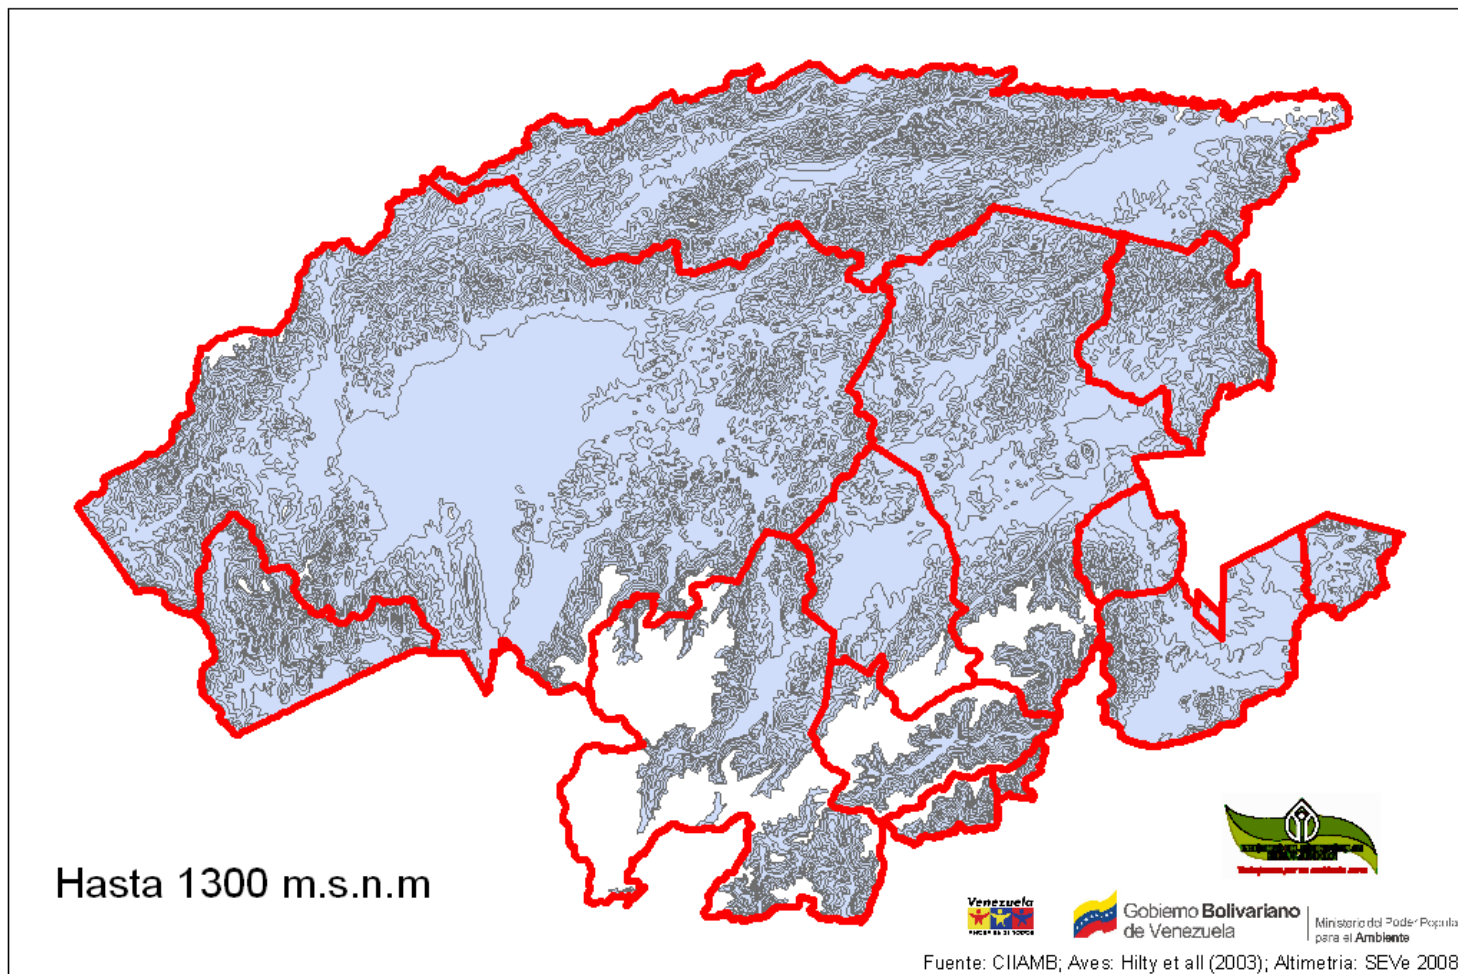 Hasta 1300 m.s.n.m
Venezuela
Gobierno Bolivariano
de Venezuela
Ministerio del Poder Popula
para el Ambiente
Fuente: CIIAMB; Aves: Hilty et all (2003); Altimetria: SEVe 2008